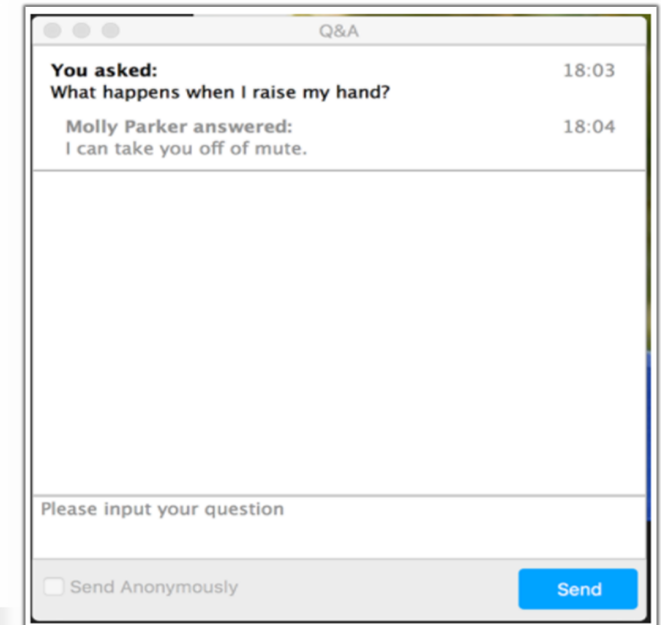 Q&A
You asked: 18:03
What happens when I raise my hand?
Molly Parker answered: 18:04
I can take you off of mute.
Please input your question
Send Anonymously
Send